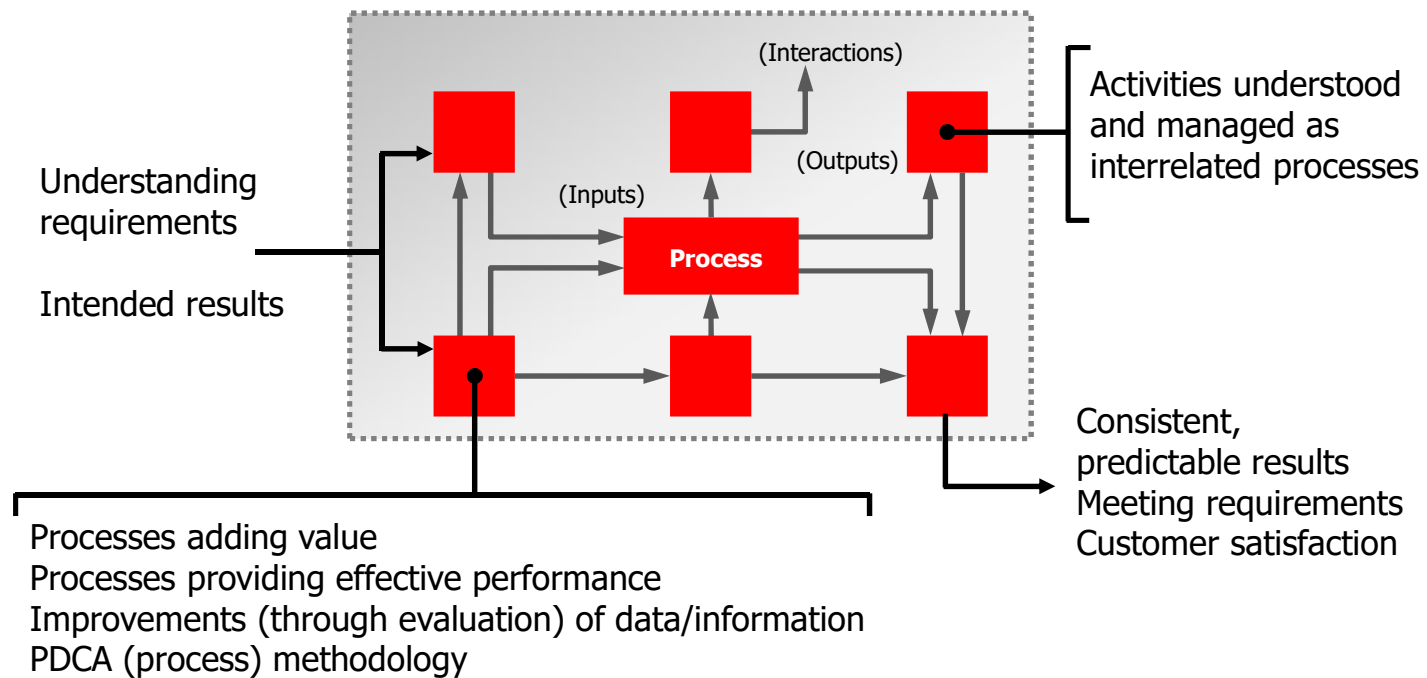 (Interactions)
Activities understood
and managed as
interrelated processes
(Outputs)
Understanding
requirements
(Inputs)
Process
Intended results
Consistent,
predictable results
Meeting requirements
Customer satisfaction
Processes adding value
Processes providing effective performance
Improvements (through evaluation) of data/information
PDCA (process) methodology